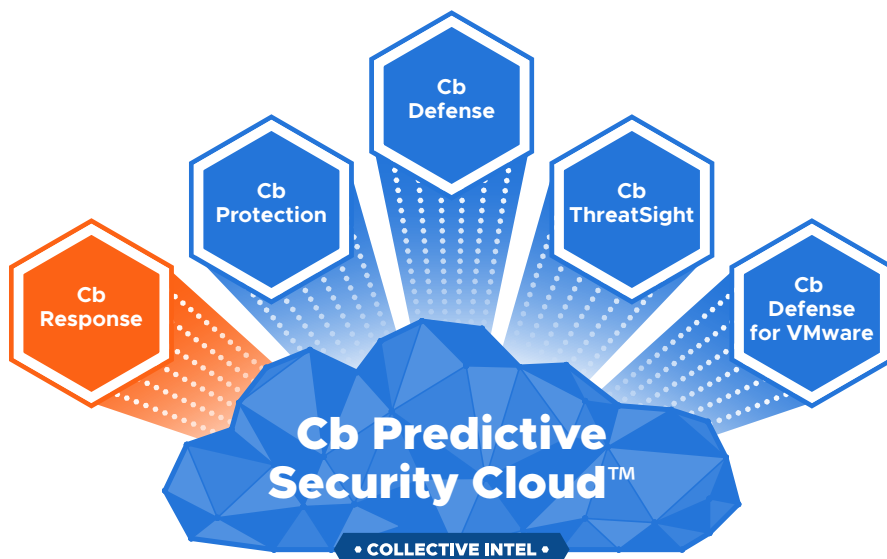 Cb
Defense
Cb
Protection
Cb
ThreatSight
Cb
Response
Cb
Defense
for VMware
Cb Predictive
Security Cloud™
• COLLECTIVE INTEL •